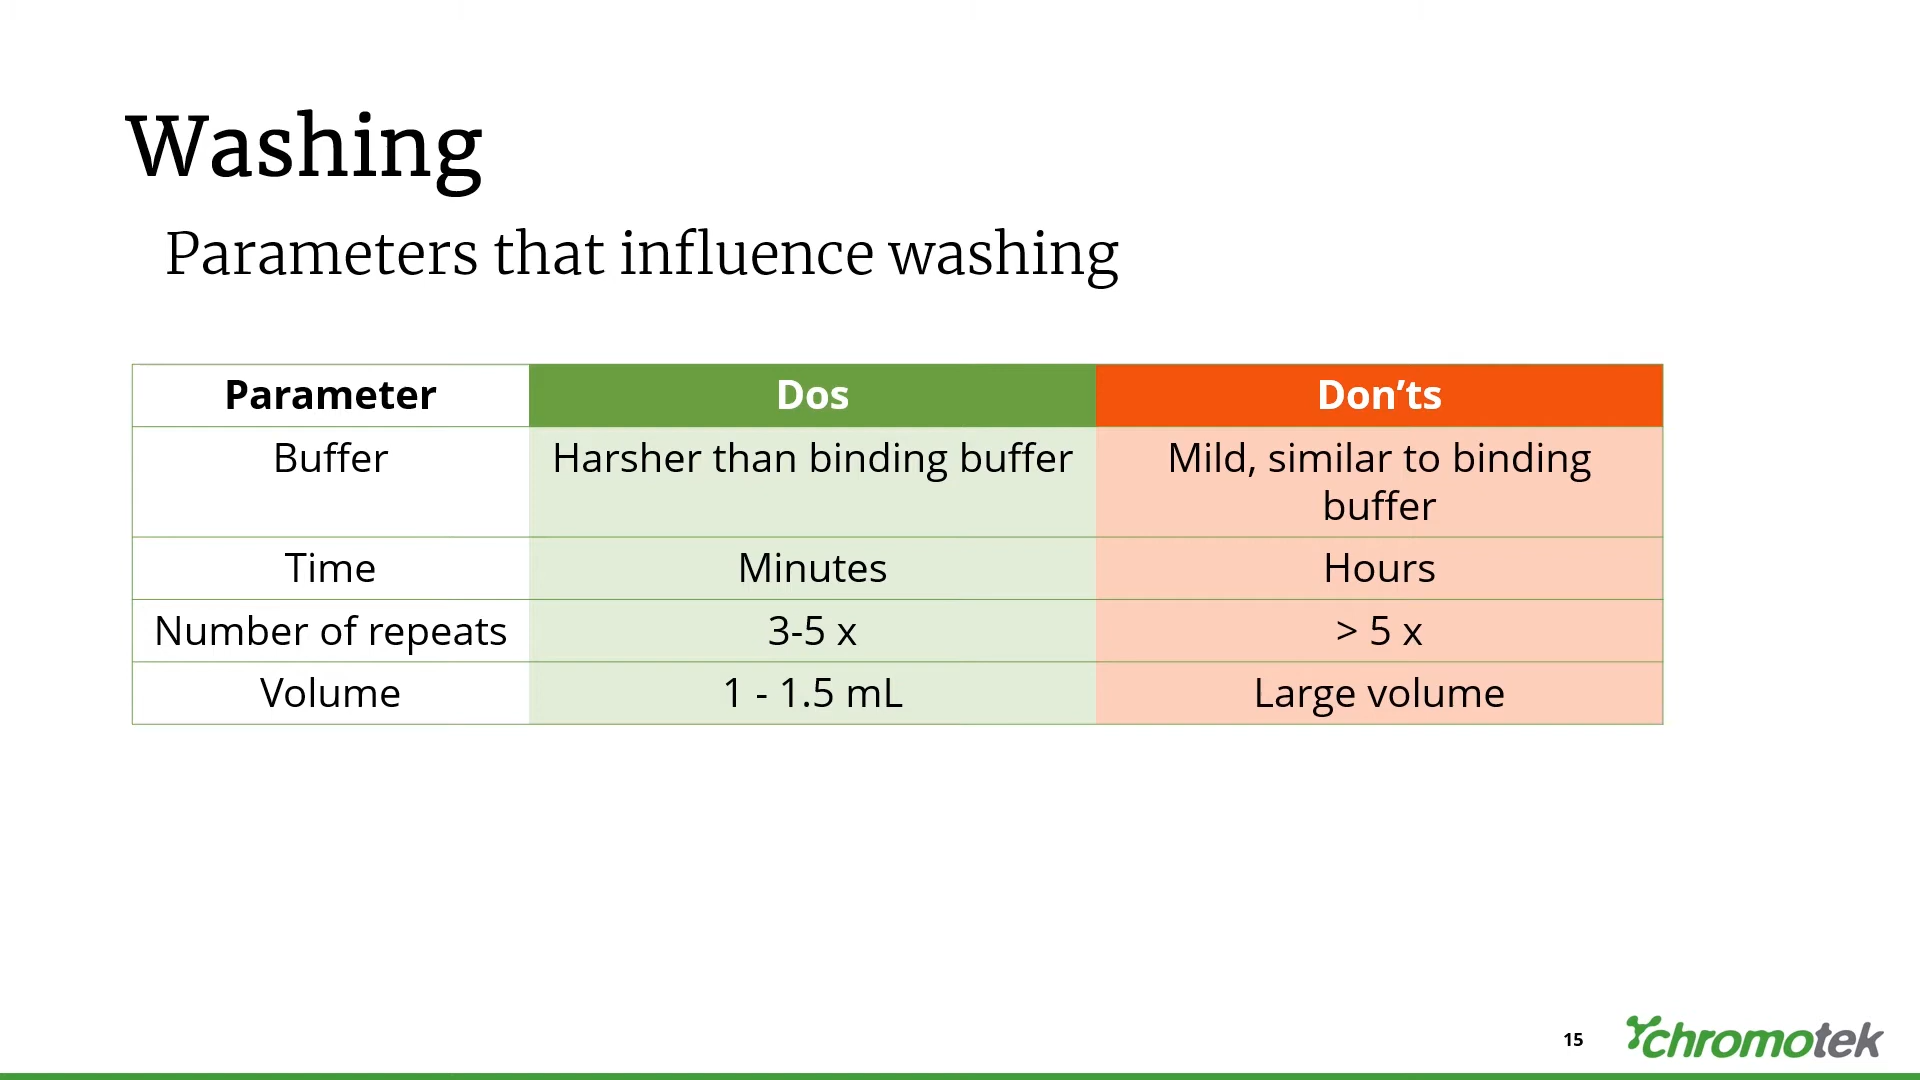 Washing
Parameters that influence washing
Parameter Dos Don’ts
Buffer Harsher than binding buffer Mild, similar to binding
buffer
Time Minutes Hours
Number of repeats 3-5 x > 5 x
Volume 1 - 1.5 mL Large volume
15 chromotek